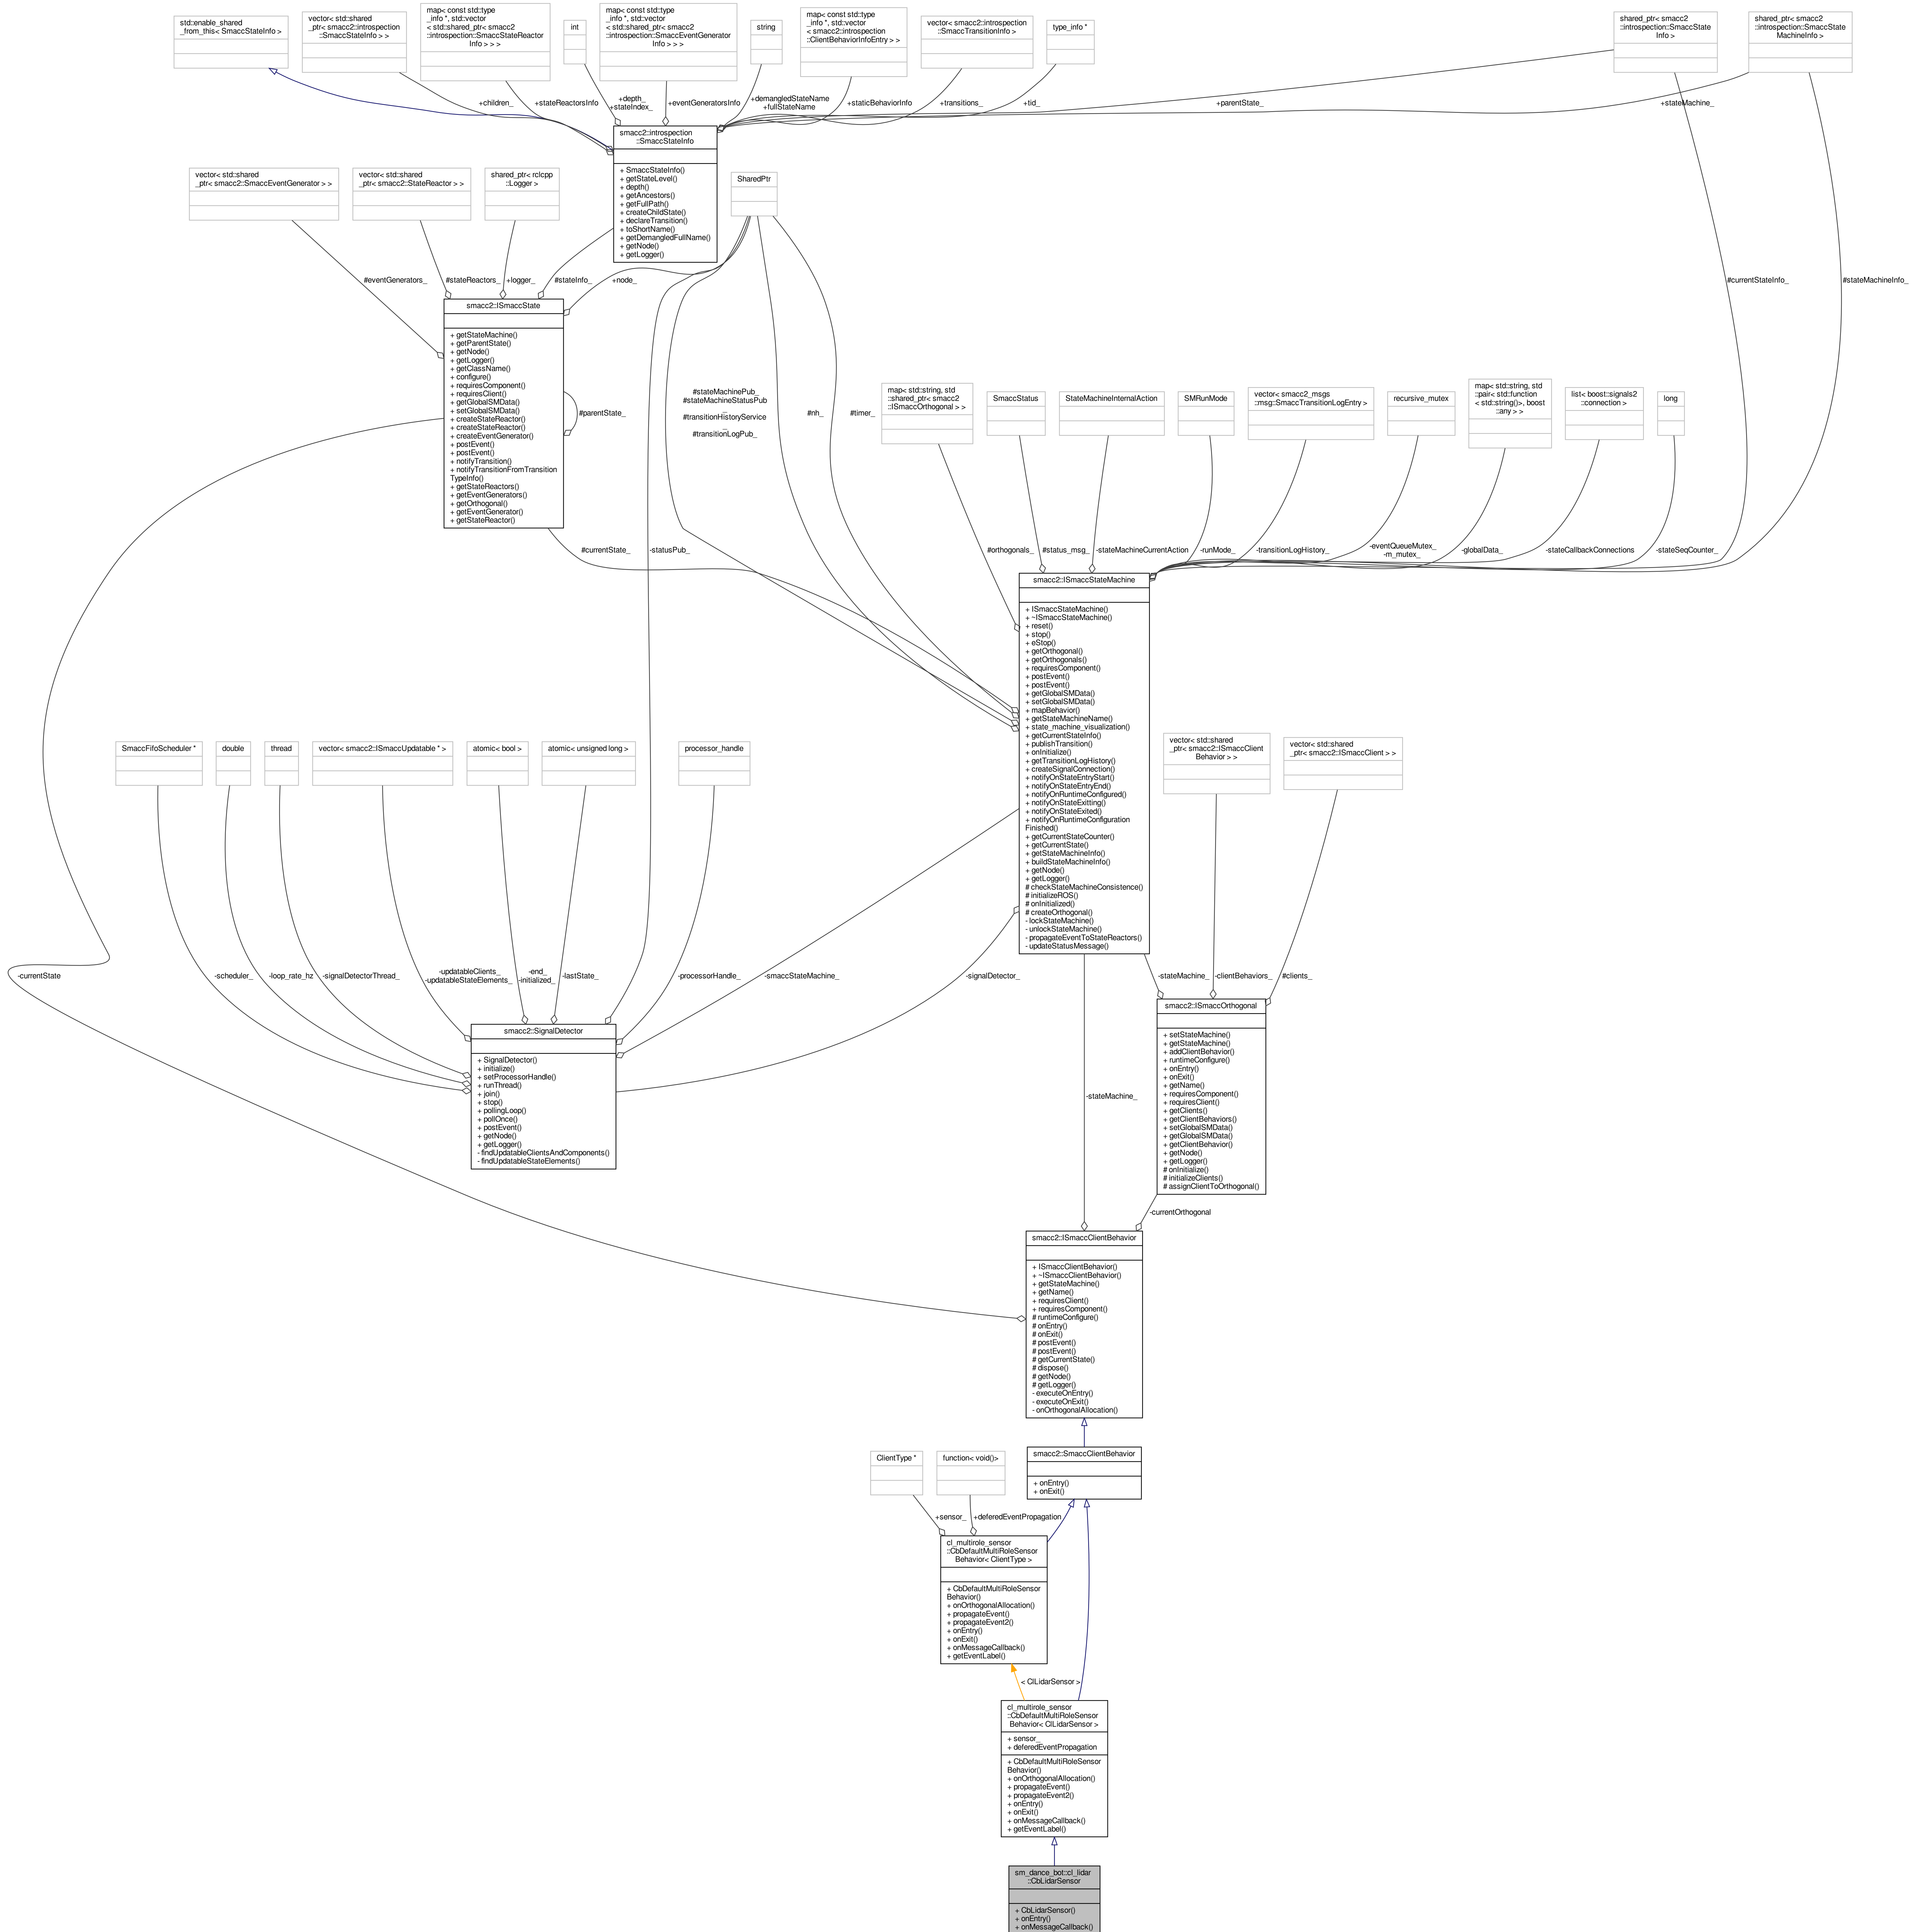 std::enable_shared
_from_this< SmaccStateInfo >
vector< std::shared
_ptr< smacc2::introspection
::SmaccStateInfo > >
map< const std::type
_info *, std::vector
< std::shared_ptr< smacc2
::introspection::SmaccStateReactor
Info > > >
int
map< const std::type
_info *, std::vector
< std::shared_ptr< smacc2
::introspection::SmaccEventGenerator
Info > > >
string
map< const std::type
_info *, std::vector
< smacc2::introspection
::ClientBehaviorInfoEntry > >
vector< smacc2::introspection
::SmaccTransitionInfo >
type_info *
shared_ptr< smacc2
::introspection::SmaccState
Info >
shared_ptr< smacc2
::introspection::SmaccState
MachineInfo >
+children_
+stateReactorsInfo
+depth_
+stateIndex_
+eventGeneratorsInfo
+demangledStateName
+fullStateName
+staticBehaviorInfo
+transitions_
+tid_
+parentState_
+stateMachine_
smacc2::introspection
::SmaccStateInfo
+ SmaccStateInfo()
+ getStateLevel()
+ depth()
+ getAncestors()
+ getFullPath()
+ createChildState()
+ declareTransition()
+ toShortName()
+ getDemangledFullName()
+ getNode()
+ getLogger()
vector< std::shared
_ptr< smacc2::SmaccEventGenerator > >
vector< std::shared
_ptr< smacc2::StateReactor > >
shared_ptr< rclcpp
::Logger >
SharedPtr
#eventGenerators_
#stateReactors_
+logger_
#stateInfo_
+node_
#currentStateInfo_
#stateMachineInfo_
smacc2::ISmaccState
+ getStateMachine()
+ getParentState()
+ getNode()
+ getLogger()
+ getClassName()
+ configure()
+ requiresComponent()
+ requiresClient()
+ getGlobalSMData()
+ setGlobalSMData()
+ createStateReactor()
+ createStateReactor()
+ createEventGenerator()
+ postEvent()
+ postEvent()
+ notifyTransition()
+ notifyTransitionFromTransition
TypeInfo()
+ getStateReactors()
+ getEventGenerators()
+ getOrthogonal()
+ getEventGenerator()
+ getStateReactor()
#parentState_
#stateMachinePub_
#stateMachineStatusPub
_
#transitionHistoryService
_
#transitionLogPub_
#nh_
#timer_
map< std::string, std
::shared_ptr< smacc2
::ISmaccOrthogonal > >
SmaccStatus
StateMachineInternalAction
SMRunMode
vector< smacc2_msgs
::msg::SmaccTransitionLogEntry >
recursive_mutex
map< std::string, std
::pair< std::function
< std::string()>, boost
::any > >
list< boost::signals2
::connection >
long
#currentState_
-statusPub_
#orthogonals_
#status_msg_
-stateMachineCurrentAction
-runMode_
-transitionLogHistory_
-eventQueueMutex_
-m_mutex_
-globalData_
-stateCallbackConnections
-stateSeqCounter_
smacc2::ISmaccStateMachine
+ ISmaccStateMachine()
+ ~ISmaccStateMachine()
+ reset()
+ stop()
+ eStop()
+ getOrthogonal()
+ getOrthogonals()
+ requiresComponent()
+ postEvent()
+ postEvent()
+ getGlobalSMData()
+ setGlobalSMData()
+ mapBehavior()
+ getStateMachineName()
+ state_machine_visualization()
+ getCurrentStateInfo()
+ publishTransition()
+ onInitialize()
+ getTransitionLogHistory()
+ createSignalConnection()
+ notifyOnStateEntryStart()
+ notifyOnStateEntryEnd()
+ notifyOnRuntimeConfigured()
+ notifyOnStateExitting()
+ notifyOnStateExited()
+ notifyOnRuntimeConfiguration
Finished()
+ getCurrentStateCounter()
+ getCurrentState()
+ getStateMachineInfo()
+ buildStateMachineInfo()
+ getNode()
+ getLogger()
# checkStateMachineConsistence()
# initializeROS()
# onInitialized()
# createOrthogonal()
- lockStateMachine()
- unlockStateMachine()
- propagateEventToStateReactors()
- updateStatusMessage()
SmaccFifoScheduler *
double
thread
vector< smacc2::ISmaccUpdatable * >
atomic< bool >
atomic< unsigned long >
processor_handle
vector< std::shared
_ptr< smacc2::ISmaccClient
Behavior > >
vector< std::shared
_ptr< smacc2::ISmaccClient > >
-currentState
-scheduler_
-loop_rate_hz
-signalDetectorThread_
-updatableClients_
-updatableStateElements_
-end_
-initialized_
-lastState_
-processorHandle_
-smaccStateMachine_
-signalDetector_
-stateMachine_
-clientBehaviors_
#clients_
smacc2::SignalDetector
+ SignalDetector()
+ initialize()
+ setProcessorHandle()
+ runThread()
+ join()
+ stop()
+ pollingLoop()
+ pollOnce()
+ postEvent()
+ getNode()
+ getLogger()
- findUpdatableClientsAndComponents()
- findUpdatableStateElements()
smacc2::ISmaccOrthogonal
+ setStateMachine()
+ getStateMachine()
+ addClientBehavior()
+ runtimeConfigure()
+ onEntry()
+ onExit()
+ getName()
+ requiresComponent()
+ requiresClient()
+ getClients()
+ getClientBehaviors()
+ setGlobalSMData()
+ getGlobalSMData()
+ getClientBehavior()
+ getNode()
+ getLogger()
# onInitialize()
# initializeClients()
# assignClientToOrthogonal()
-stateMachine_
-currentOrthogonal
smacc2::ISmaccClientBehavior
+ ISmaccClientBehavior()
+ ~ISmaccClientBehavior()
+ getStateMachine()
+ getName()
+ requiresClient()
+ requiresComponent()
# runtimeConfigure()
# onEntry()
# onExit()
# postEvent()
# postEvent()
# getCurrentState()
# dispose()
# getNode()
# getLogger()
- executeOnEntry()
- executeOnExit()
- onOrthogonalAllocation()
ClientType *
function< void()>
smacc2::SmaccClientBehavior
+ onEntry()
+ onExit()
+sensor_
+deferedEventPropagation
cl_multirole_sensor
::CbDefaultMultiRoleSensor
Behavior< ClientType >
+ CbDefaultMultiRoleSensor
Behavior()
+ onOrthogonalAllocation()
+ propagateEvent()
+ propagateEvent2()
+ onEntry()
+ onExit()
+ onMessageCallback()
+ getEventLabel()
< ClLidarSensor >
cl_multirole_sensor
::CbDefaultMultiRoleSensor
Behavior< ClLidarSensor >
+ sensor_
+ deferedEventPropagation
+ CbDefaultMultiRoleSensor
Behavior()
+ onOrthogonalAllocation()
+ propagateEvent()
+ propagateEvent2()
+ onEntry()
+ onExit()
+ onMessageCallback()
+ getEventLabel()
sm_dance_bot::cl_lidar
::CbLidarSensor
+ CbLidarSensor()
+ onEntry()
+ onMessageCallback()